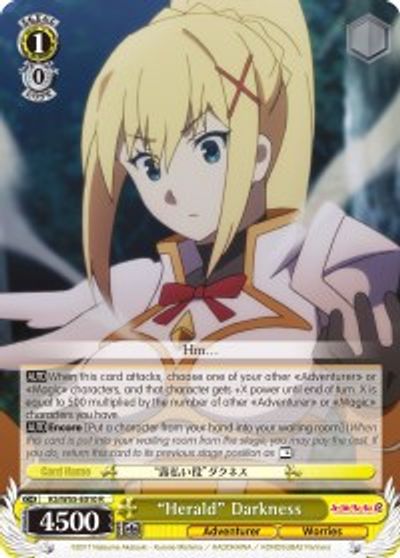 1
0
Hm...
AUTO When this card attacks, choose one of your other «Adventurer» or
«Magic» characters, and that character gets +X power until end of turn. X is
equal to 500 multiplied by the number of other «Adventurer» or «Magic»
characters you have.
AUTO Encore [Put a character from your hand into your waiting room] (When
this card is put into your waiting room from the stage, you may pay the cost. If
you do, return this card to its previous stage position as
Card Name
"露払い役"ダクネス
"Herald" Darkness
4500
Adventurer
Worries